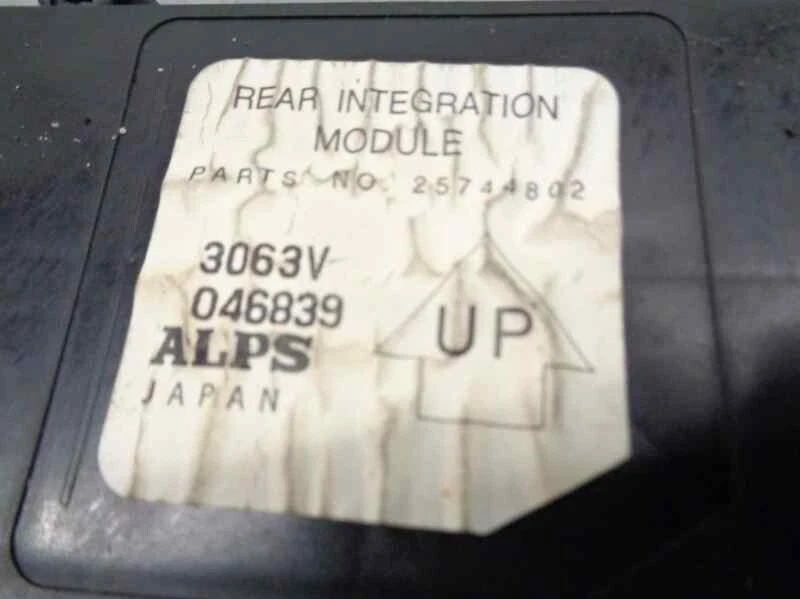 REAR INTEGRATION
MODULE
PARTS NO. 25744802
3063V
046839
ALPS
JAPAN
UP